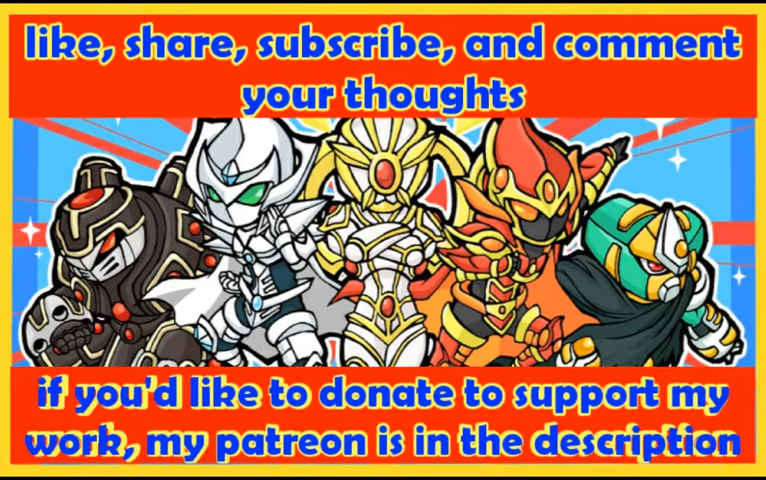 like, share, subscribe, and comment
your thoughts
if you'd like to donate to support my
work, my patreon is in the description